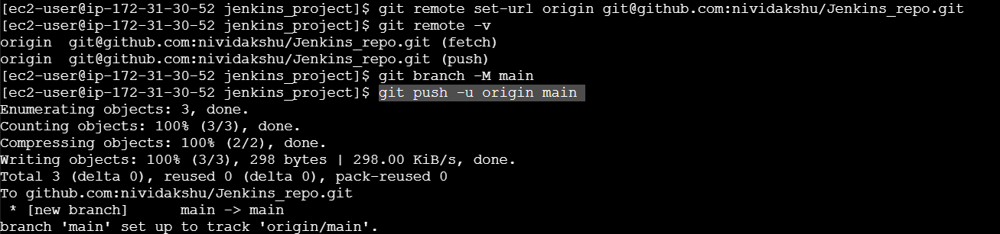 [ec2-user@ip-172-31-30-52 jenkins_project]$ git remote set-url origin git@github.com:nividakshu/Jenkins_repo.git
[ec2-user@ip-172-31-30-52 jenkins_project]$ git remote -v
origin  git@github.com:nividakshu/Jenkins_repo.git (fetch)
origin  git@github.com:nividakshu/Jenkins_repo.git (push)
[ec2-user@ip-172-31-30-52 jenkins_project]$ git branch -M main
[ec2-user@ip-172-31-30-52 jenkins_project]$ git push -u origin main
Enumerating objects: 3, done.
Counting objects: 100% (3/3), done.
Compressing objects: 100% (2/2), done.
Writing objects: 100% (3/3), 298 bytes | 298.00 KiB/s, done.
Total 3 (delta 0), reused 0 (delta 0), pack-reused 0
To github.com:nividakshu/Jenkins_repo.git
 * [new branch]      main -> main
branch 'main' set up to track 'origin/main'.